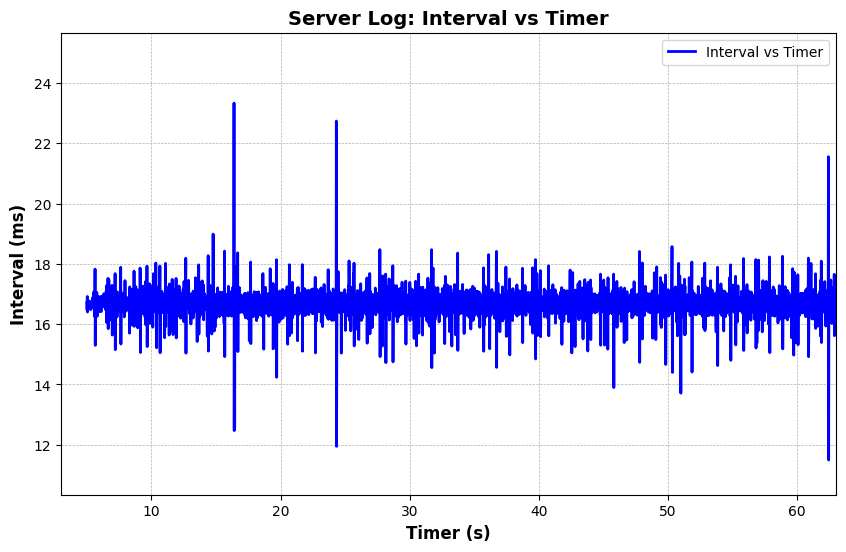 Server Log: Interval vs Timer
Interval vs Timer
Interval (ms)
24
22
20
18
16
14
12
10 20 30 40 50 60
Timer (s)